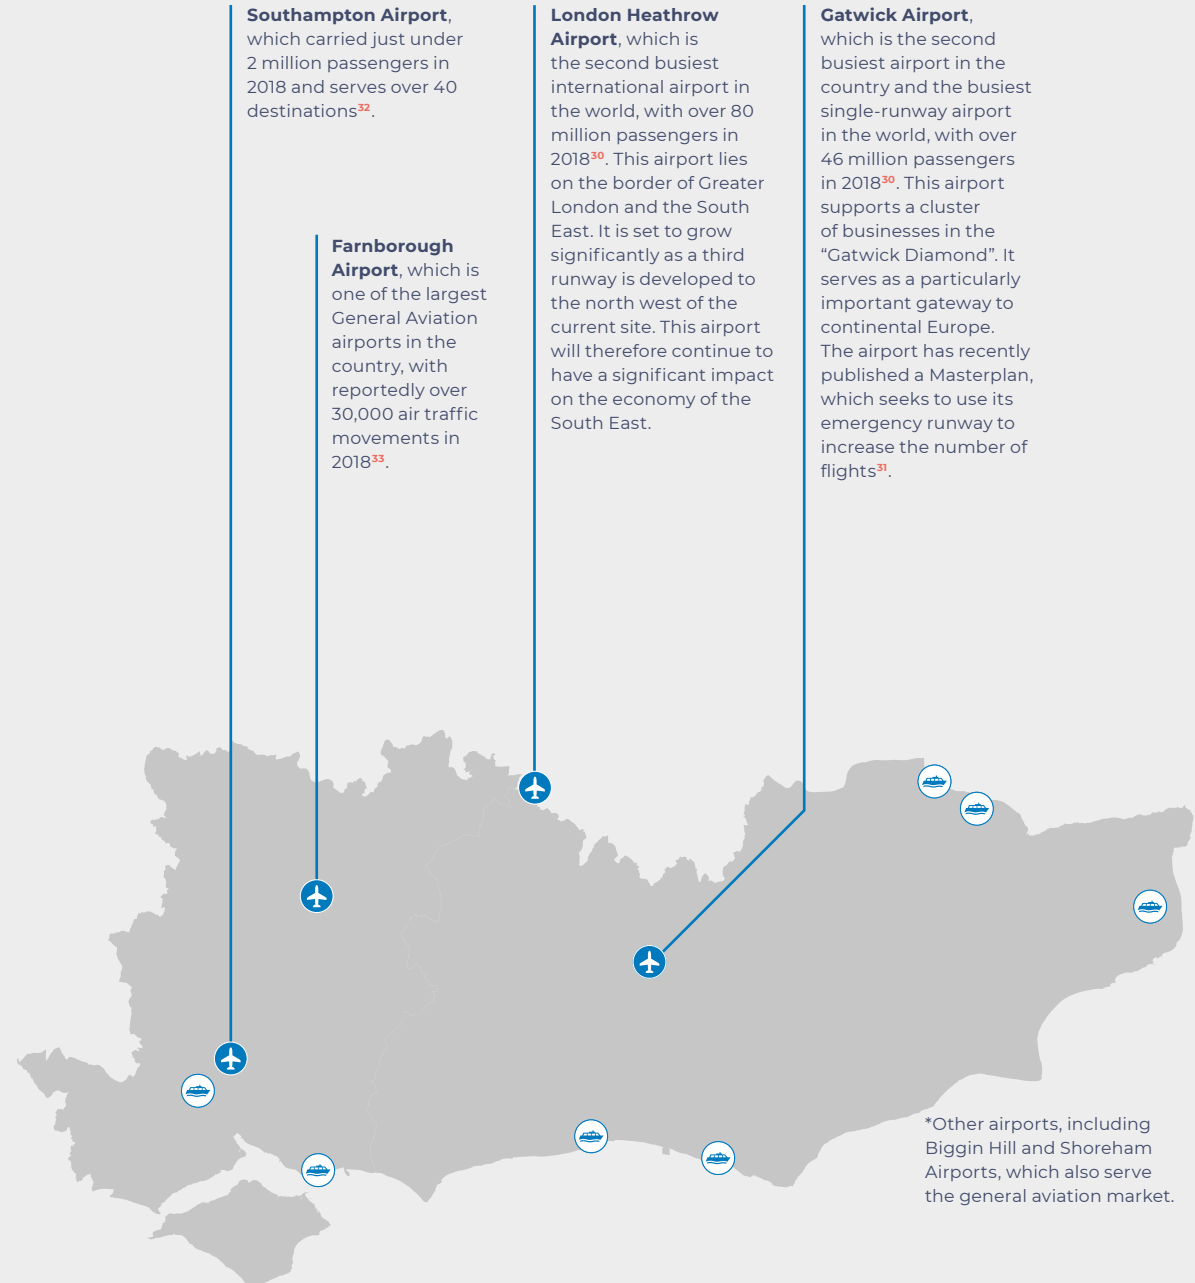 Southampton Airport,
which carried just under
2 million passengers in
2018 and serves over 40
destinations³².
Farnborough
Airport, which is
one of the largest
General Aviation
airports in the
country, with
reportedly over
30,000 air traffic
movements in
2018³³.
London Heathrow
Airport, which is
the second busiest
international airport in
the world, with over 80
million passengers in
2018³⁰. This airport lies
on the border of Greater
London and the South
East. It is set to grow
significantly as a third
runway is developed to
the north west of the
current site. This airport
will therefore continue to
have a significant impact
on the economy of the
South East.
Gatwick Airport,
which is the second
busiest airport in the
country and the busiest
single-runway airport
in the world, with over
46 million passengers
in 2018³⁰. This airport
supports a cluster
of businesses in the
“Gatwick Diamond”. It
serves as a particularly
important gateway to
continental Europe.
The airport has recently
published a Masterplan,
which seeks to use its
emergency runway to
increase the number of
flights³¹.
*Other airports, including
Biggin Hill and Shoreham
Airports, which also serve
the general aviation market.